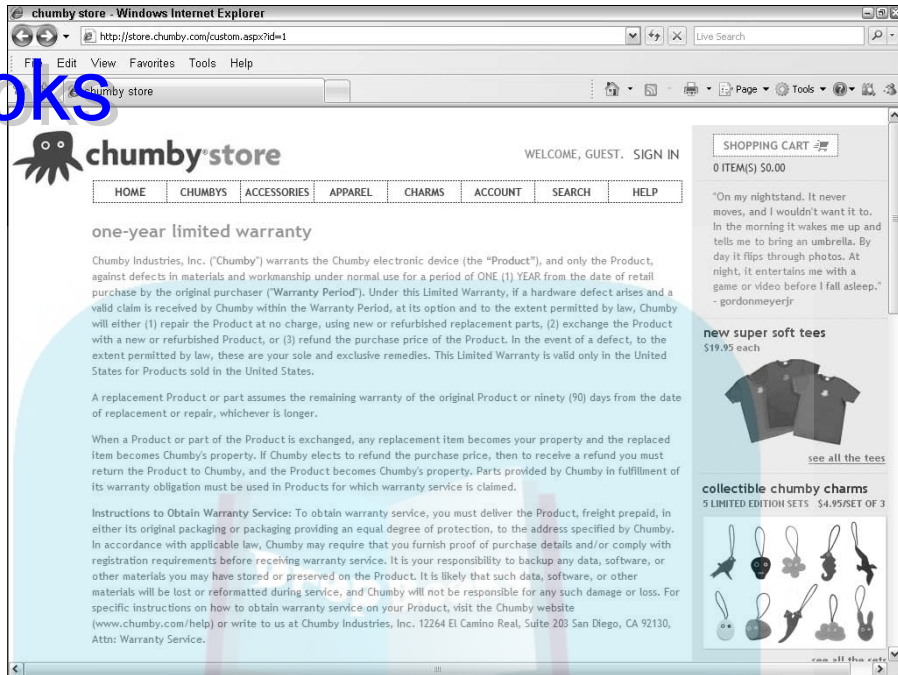 chumby store - Windows Internet Explorer
http://store.chumby.com/custom.aspx?id=1
Live Search
File Edit View Favorites Tools Help
oks
chumby store
Page Tools
chumby store
WELCOME, GUEST. SIGN IN
HOME CHUMBYS ACCESSORIES APPAREL CHARMS ACCOUNT SEARCH HELP
one-year limited warranty
Chumby Industries, Inc. ("Chumby") warrants the Chumby electronic device (the "Product"), and only the Product,
against defects in materials and workmanship under normal use for a period of ONE (1) YEAR from the date of retail
purchase by the original purchaser ("Warranty Period"). Under this Limited Warranty, if a hardware defect arises and a
valid claim is received by Chumby within the Warranty Period, at its option and to the extent permitted by law, Chumby
will either (1) repair the Product at no charge, using new or refurbished replacement parts, (2) exchange the Product
with a new or refurbished Product, or (3) refund the purchase price of the Product. In the event of a defect, to the
extent permitted by law, these are your sole and exclusive remedies. This Limited Warranty is valid only in the United
States for Products sold in the United States.
A replacement Product or part assumes the remaining warranty of the original Product or ninety (90) days from the date
of replacement or repair, whichever is longer.
When a Product or part of the Product is exchanged, any replacement item becomes your property and the replaced
item becomes Chumby's property. If Chumby elects to refund the purchase price, then to receive a refund you must
return the Product to Chumby, and the Product becomes Chumby's property. Parts provided by Chumby in fulfillment of
its warranty obligation must be used in Products for which warranty service is claimed.
Instructions to Obtain Warranty Service: To obtain warranty service, you must deliver the Product, freight prepaid, in
either its original packaging or packaging providing an equal degree of protection, to the address specified by Chumby.
In accordance with applicable law, Chumby may require that you furnish proof of purchase details and/or comply with
registration requirements before receiving warranty service. It is your responsibility to backup any data, software, or
other materials you may have stored or preserved on the Product. It is likely that such data, software, or other
materials will be lost or reformatted during service, and Chumby will not be responsible for any such damage or loss. For
specific instructions on how to obtain warranty service on your Product, visit the Chumby website
(www.chumby.com/help) or write to us at Chumby Industries, Inc. 12264 El Camino Real, Suite 203 San Diego, CA 92130,
Attn: Warranty Service.
SHOPPING CART
0 ITEM(S) $0.00
"On my nightstand. It never
moves, and I wouldn't want it to.
In the morning it wakes me up and
tells me to bring an umbrella. By
day it flips through photos. At
night, it entertains me with a
game or video before I fall asleep."
- gordonmeyerjr
new super soft tees
$19.95 each
see all the tees
collectible chumby charms
5 LIMITED EDITION SETS $4.95/SET OF 3
see all the sets